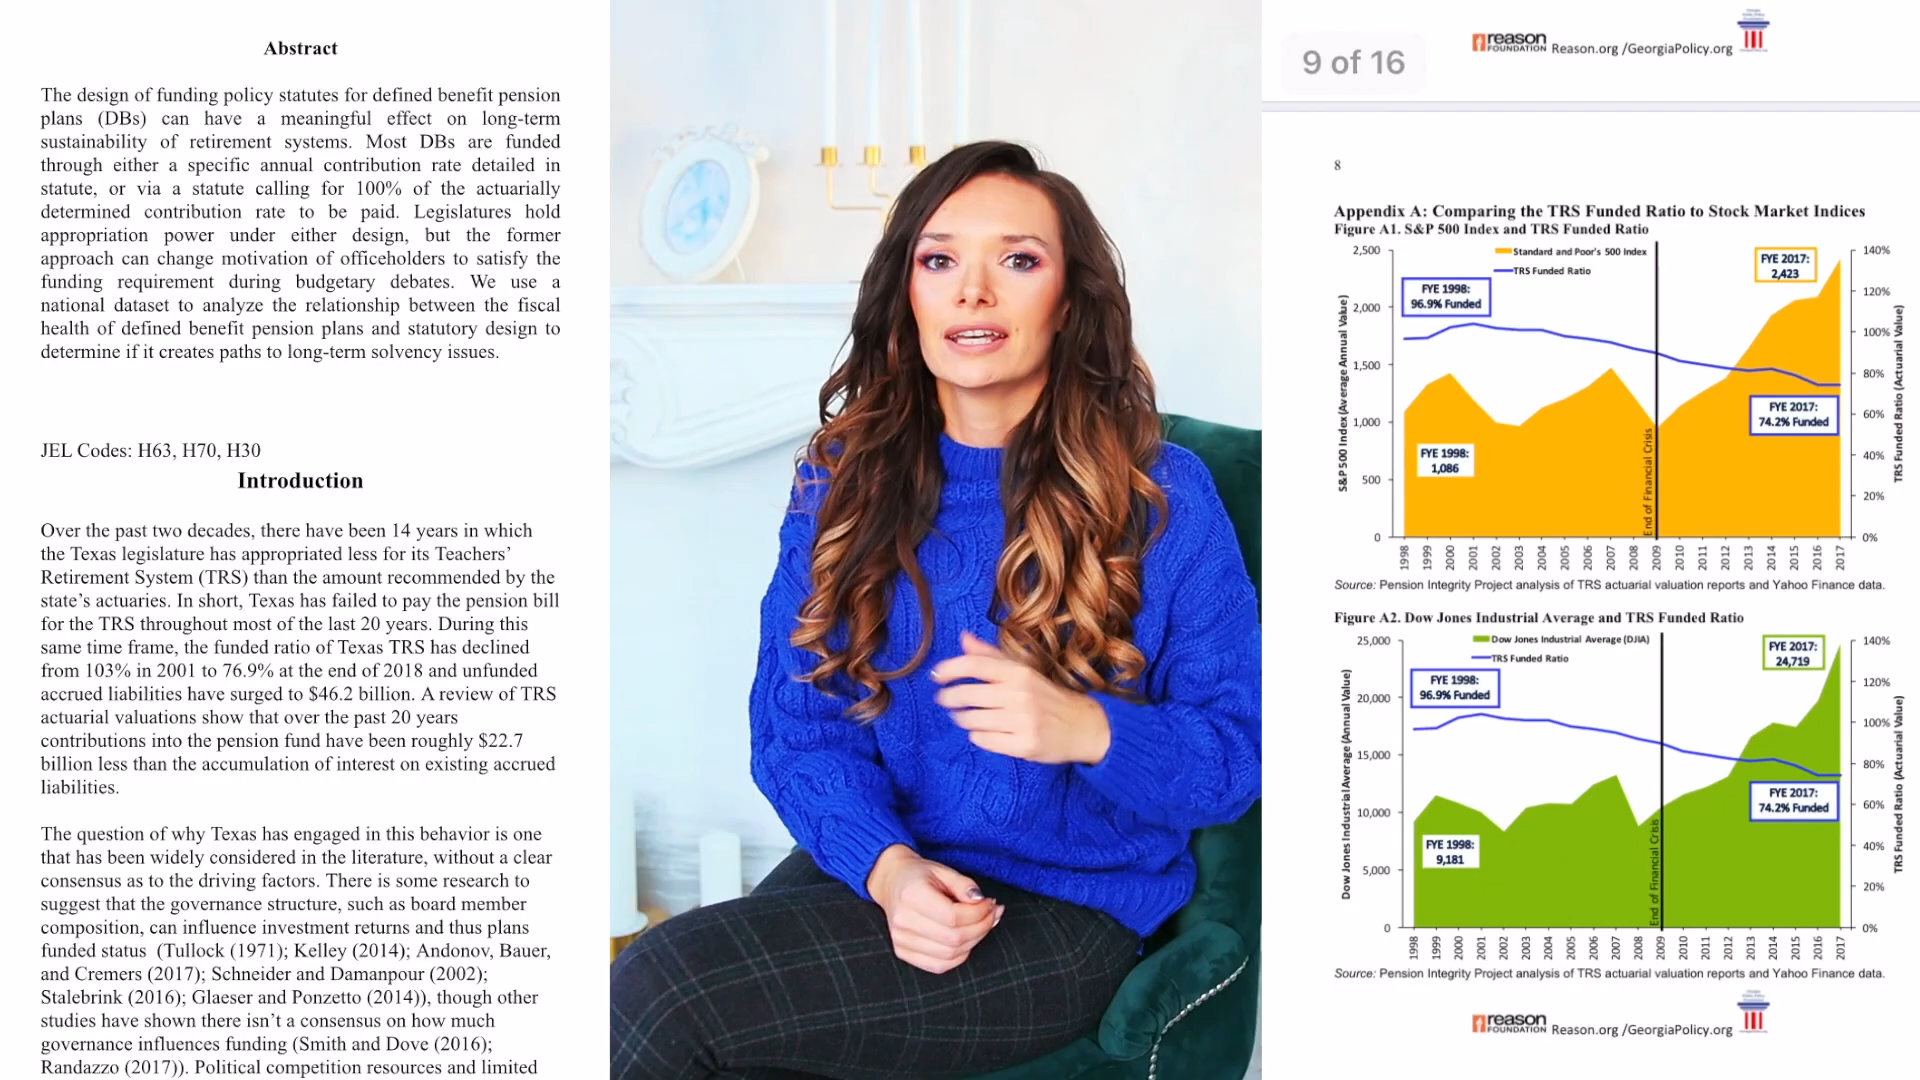 Abstract
The design of funding policy statutes for defined benefit pension
plans (DBs) can have a meaningful effect on long-term
sustainability of retirement systems. Most DBs are funded
through either a specific annual contribution rate detailed in
statute, or via a statute calling for 100% of the actuarially
determined contribution rate to be paid. Legislatures hold
appropriation power under either design, but the former
approach can change motivation of officeholders to satisfy the
funding requirement during budgetary debates. We use a
national dataset to analyze the relationship between the fiscal
health of defined benefit pension plans and statutory design to
determine if it creates paths to long-term solvency issues.
JEL Codes: H63, H70, H30
Introduction
Over the past two decades, there have been 14 years in which
the Texas legislature has appropriated less for its Teachers’
Retirement System (TRS) than the amount recommended by the
state’s actuaries. In short, Texas has failed to pay the pension bill
for the TRS throughout most of the last 20 years. During this
same time frame, the funded ratio of Texas TRS has declined
from 103% in 2001 to 76.9% at the end of 2018 and unfunded
accrued liabilities have surged to $46.2 billion. A review of TRS
actuarial valuations show that over the past 20 years
contributions into the pension fund have been roughly $22.7
billion less than the accumulation of interest on existing accrued
liabilities.
The question of why Texas has engaged in this behavior is one
that has been widely considered in the literature, without a clear
consensus as to the driving factors. There is some research to
suggest that the governance structure, such as board member
composition, can influence investment returns and thus plans
funded status (Tullock (1971); Kelley (2014); Andonov, Bauer,
and Cremers (2017); Schneider and Damanpour (2002);
Stalebrink (2016); Glaeser and Ponzetto (2014)), though other
studies have shown there isn’t a consensus on how much
governance influences funding (Smith and Dove (2016);
Randazzo (2017)). Political competition resources and limited
9 of 16
reason
FOUNDATION
Reason.org /GeorgiaPolicy.org
8
Appendix A: Comparing the TRS Funded Ratio to Stock Market Indices
Figure A1. S&P 500 Index and TRS Funded Ratio
Standard and Poor's 500 Index
TRS Funded Ratio
FYE 1998:
96.9% Funded
FYE 2017:
2,423
FYE 2017:
74.2% Funded
FYE 1998:
1,086
End of Financial Crisis
S&P 500 Index (Average Annual Value)
2,500
2,000
1,500
1,000
500
0
140%
120%
100%
80%
60%
40%
20%
0%
TRS Funded Ratio (Actuarial Value)
1998 1999 2000 2001 2002 2003 2004 2005 2006 2007 2008 2009 2010 2011 2012 2013 2014 2015 2016 2017
Source: Pension Integrity Project analysis of TRS actuarial valuation reports and Yahoo Finance data.
Figure A2. Dow Jones Industrial Average and TRS Funded Ratio
Dow Jones Industrial Average (DJIA)
TRS Funded Ratio
FYE 1998:
96.9% Funded
FYE 2017:
24,719
FYE 2017:
74.2% Funded
FYE 1998:
9,181
End of Financial Crisis
Dow Jones Industrial Average (Annual Value)
25,000
20,000
15,000
10,000
5,000
0
140%
120%
100%
80%
60%
40%
20%
0%
TRS Funded Ratio (Actuarial Value)
1998 1999 2000 2001 2002 2003 2004 2005 2006 2007 2008 2009 2010 2011 2012 2013 2014 2015 2016 2017
Source: Pension Integrity Project analysis of TRS actuarial valuation reports and Yahoo Finance data.
reason
FOUNDATION
Reason.org /GeorgiaPolicy.org